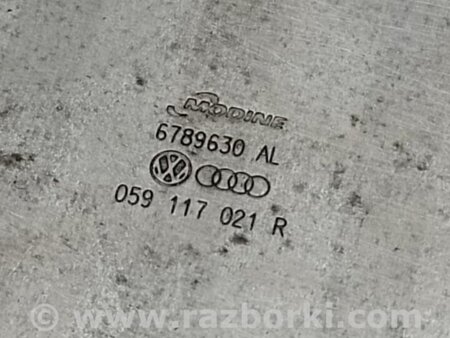 MODINE
6789630 AL
059 117 021 R
© www.razborki.com